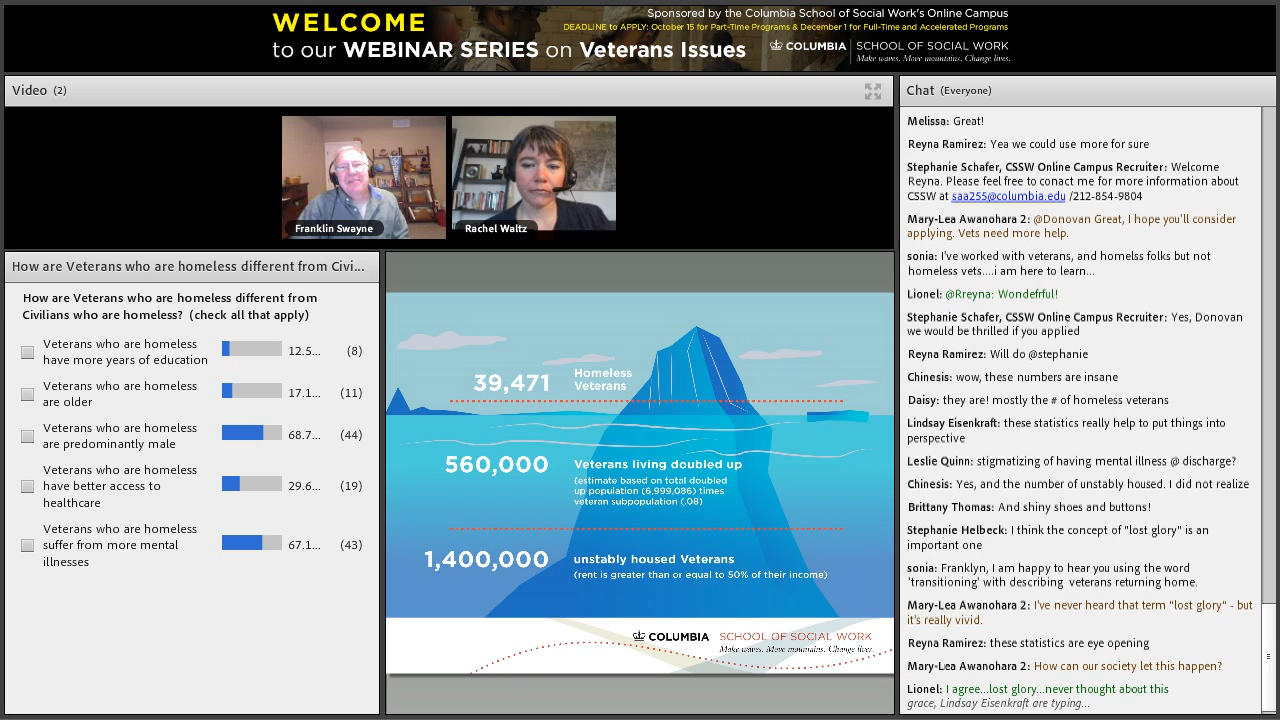 WELCOME
to our WEBINAR SERIES on Veterans Issues
Sponsored by the Columbia School of Social Work's Online Campus
DEADLINE to APPLY: October 15 for Part-Time Programs & December 1 for Full-Time and Accelerated Programs
COLUMBIA SCHOOL OF SOCIAL WORK
Make waves. Move mountains. Change lives.
Video (2)
Franklin Swayne
Rachel Waltz
How are Veterans who are homeless different from Civi...
How are Veterans who are homeless different from
Civilians who are homeless? (check all that apply)
Veterans who are homeless
have more years of education
12.5... (8)
Veterans who are homeless
are older
17.1... (11)
Veterans who are homeless
are predominantly male
68.7... (44)
Veterans who are homeless
have better access to
healthcare
29.6... (19)
Veterans who are homeless
suffer from more mental
illnesses
67.1... (43)
39,471 Homeless
Veterans
560,000 Veterans living doubled up
(estimate based on total doubled
up population (6,999,086) times
veteran subpopulation (.08)
1,400,000 unstably housed Veterans
(rent is greater than or equal to 50% of their income)
COLUMBIA SCHOOL OF SOCIAL WORK
Make waves. Move mountains. Change lives.
Chat (Everyone)
Melissa: Great!
Reyna Ramirez: Yea we could use more for sure
Stephanie Schafer, CSSW Online Campus Recruiter: Welcome
Reyna. Please feel free to conact me for more information about
CSSW at saa255@columbia.edu /212-854-9804
Mary-Lea Awanohara 2: @Donovan Great, I hope you'll consider
applying. Vets need more help.
sonia: I've worked with veterans, and homelss folks but not
homeless vets....i am here to learn...
Lionel: @Rreyna: Wondefrful!
Stephanie Schafer, CSSW Online Campus Recruiter: Yes, Donovan
we would be thrilled if you applied
Reyna Ramirez: Will do @stephanie
Chinesis: wow, these numbers are insane
Daisy: they are! mostly the # of homeless veterans
Lindsay Eisenkraft: these statistics really help to put things into
perspective
Leslie Quinn: stigmatizing of having mental illness @ discharge?
Chinesis: Yes, and the number of unstably housed. I did not realize
Brittany Thomas: And shiny shoes and buttons!
Stephanie Helbeck: I think the concept of "lost glory" is an
important one
sonia: Franklyn, I am happy to hear you using the word
'transitioning' with describing veterans returning home.
Mary-Lea Awanohara 2: I've never heard that term "lost glory" - but
it's really vivid.
Reyna Ramirez: these statistics are eye opening
Mary-Lea Awanohara 2: How can our society let this happen?
Lionel: I agree...lost glory...never thought about this
grace, Lindsay Eisenkraft are typing...